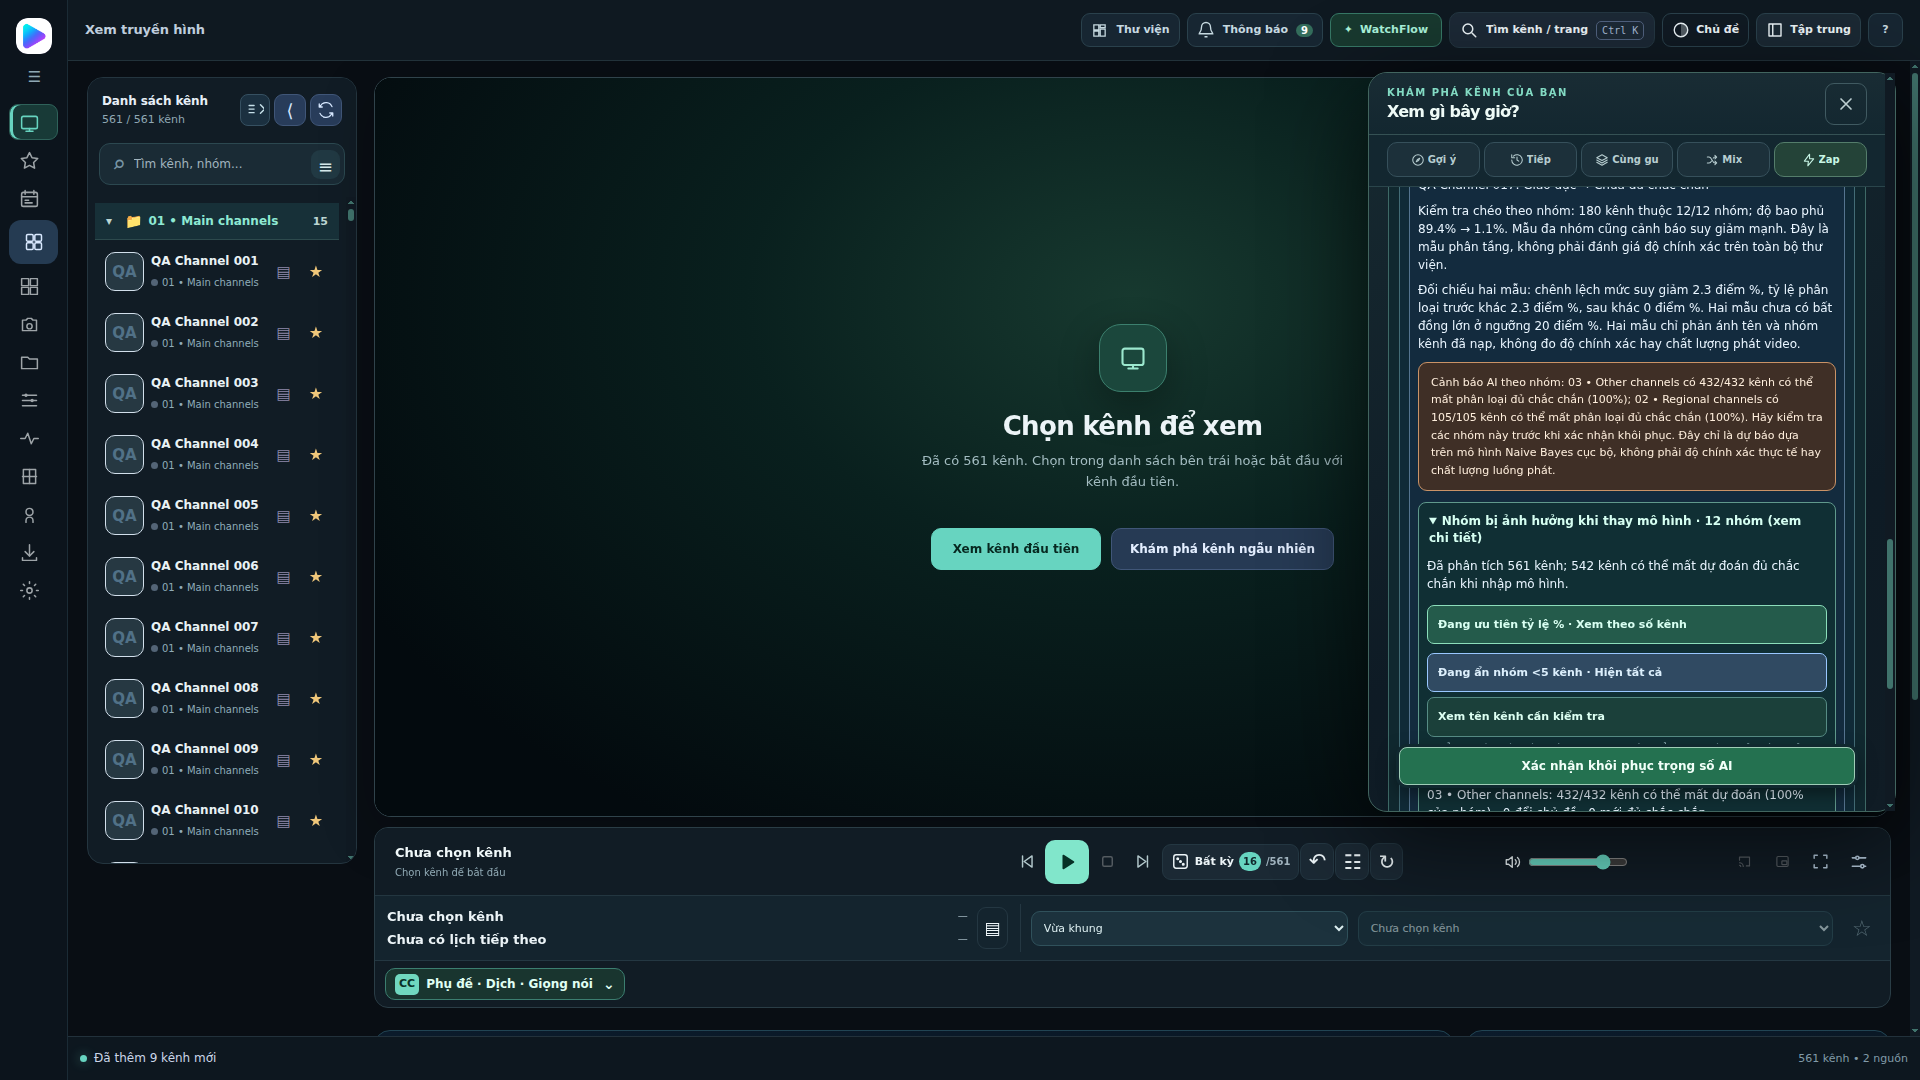 Xem truyền hình
Thư viện
Thông báo 9
WatchFlow
Tìm kênh / trang Ctrl K
Chủ đề
Tập trung
?
Danh sách kênh
561 / 561 kênh
Tìm kênh, nhóm...
01 • Main channels 15
QA QA Channel 001
01 • Main channels
QA QA Channel 002
01 • Main channels
QA QA Channel 003
01 • Main channels
QA QA Channel 004
01 • Main channels
QA QA Channel 005
01 • Main channels
QA QA Channel 006
01 • Main channels
QA QA Channel 007
01 • Main channels
QA QA Channel 008
01 • Main channels
QA QA Channel 009
01 • Main channels
QA QA Channel 010
01 • Main channels
Chọn kênh để xem
Đã có 561 kênh. Chọn trong danh sách bên trái hoặc bắt đầu với
kênh đầu tiên.
Xem kênh đầu tiên
Khám phá kênh ngẫu nhiên
KHÁM PHÁ KÊNH CỦA BẠN
Xem gì bây giờ?
Gợi ý
Tiếp
Cùng gu
Mix
Zap
Kiểm tra chéo theo nhóm: 180 kênh thuộc 12/12 nhóm; độ bao phủ
89.4% → 1.1%. Mẫu đa nhóm cũng cảnh báo suy giảm mạnh. Đây là
mẫu phân tầng, không phải đánh giá độ chính xác trên toàn bộ thư
viện.
Đối chiếu hai mẫu: chênh lệch mức suy giảm 2.3 điểm %, tỷ lệ phân
loại trước khác 2.3 điểm %, sau khác 0 điểm %. Hai mẫu chưa có bất
đồng lớn ở ngưỡng 20 điểm %. Hai mẫu chỉ phản ánh tên và nhóm
kênh đã nạp, không đo độ chính xác hay chất lượng phát video.
Cảnh báo AI theo nhóm: 03 • Other channels có 432/432 kênh có thể
mất phân loại đủ chắc chắn (100%); 02 • Regional channels có
105/105 kênh có thể mất phân loại đủ chắc chắn (100%). Hãy kiểm tra
các nhóm này trước khi xác nhận khôi phục. Đây chỉ là dự báo dựa
trên mô hình Naive Bayes cục bộ, không phải độ chính xác thực tế hay
chất lượng luồng phát.
Nhóm bị ảnh hưởng khi thay mô hình · 12 nhóm (xem
chi tiết)
Đã phân tích 561 kênh; 542 kênh có thể mất dự đoán đủ chắc
chắn khi nhập mô hình.
Đang ưu tiên tỷ lệ % · Xem theo số kênh
Đang ẩn nhóm <5 kênh · Hiện tất cả
Xem tên kênh cần kiểm tra
Xác nhận khôi phục trọng số AI
03 • Other channels: 432/432 kênh có thể mất dự đoán (100%
Chưa chọn kênh
Chọn kênh để bắt đầu
Bất kỳ 16 /561
Chưa chọn kênh —
Chưa có lịch tiếp theo —
Vừa khung
Chưa chọn kênh
CC Phụ đề · Dịch · Giọng nói
Đã thêm 9 kênh mới
561 kênh • 2 nguồn